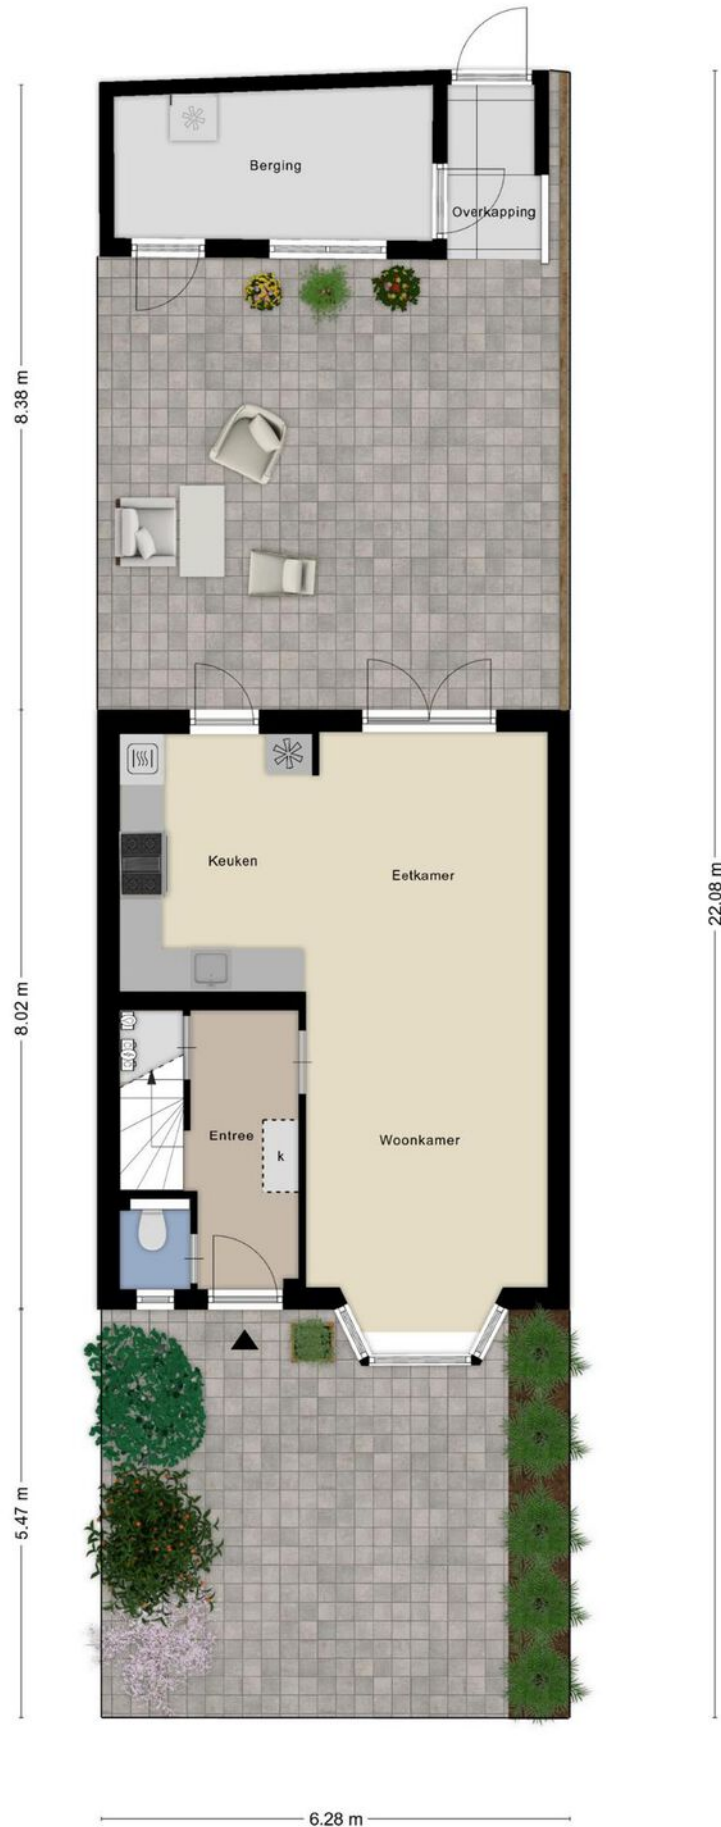 Berging
Overkapping
8.38 m
Keuken
Eetkamer
22.08 m
8.02 m
Entree
k
Woonkamer
5.47 m
6.28 m